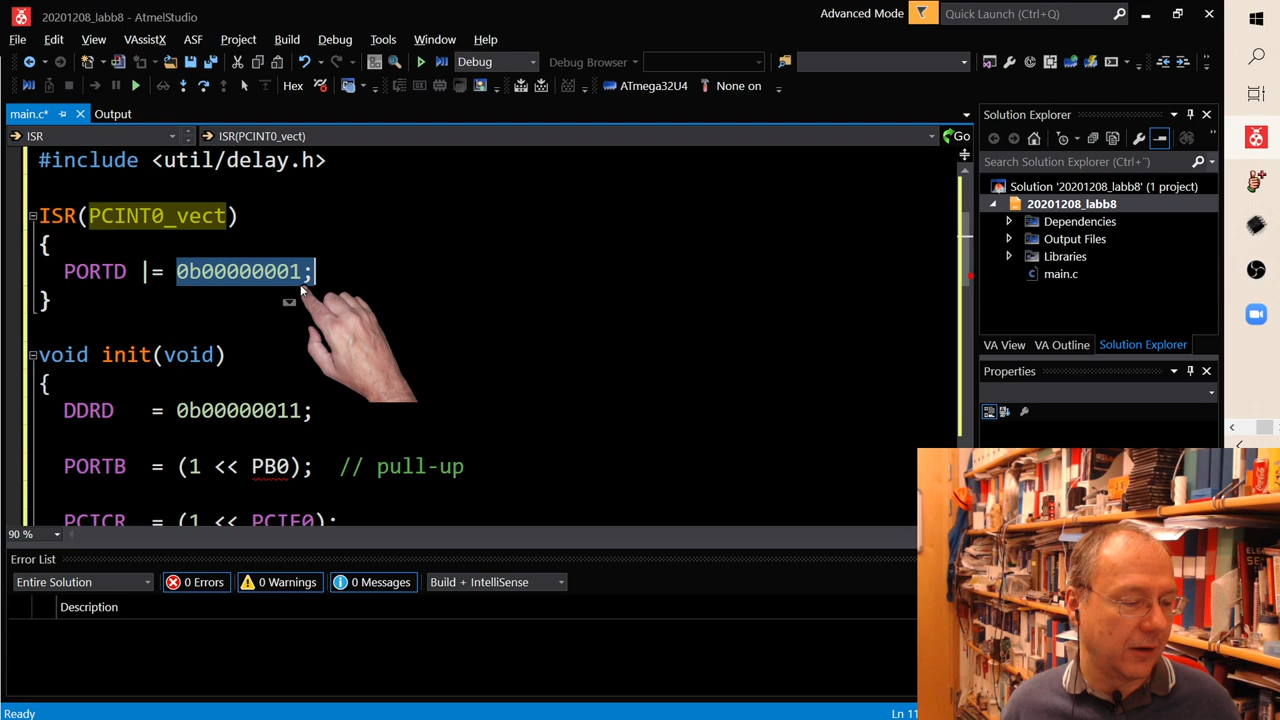 20201208_labb8 - AtmelStudio
Advanced Mode
Quick Launch (Ctrl+Q)
File Edit View VAssistX ASF Project Build Debug Tools Window Help
Debug
Debug Browser
Hex
ATmega32U4
None on
main.c*
Output
ISR
ISR(PCINT0_vect)
Go
#include <util/delay.h>
ISR(PCINT0_vect)
{
PORTD |= 0b00000001;
}
void init(void)
{
DDRD = 0b00000011;
PORTB = (1 << PB0); // pull-up
PCICR = (1 << PCIE0);
90 %
Solution Explorer
Search Solution Explorer (Ctrl+")
Solution '20201208_labb8' (1 project)
20201208_labb8
Dependencies
Output Files
Libraries
main.c
VA View VA Outline Solution Explorer
Properties
Error List
Entire Solution
0 Errors
0 Warnings
0 Messages
Build + IntelliSense
Description
Ready
Ln 11